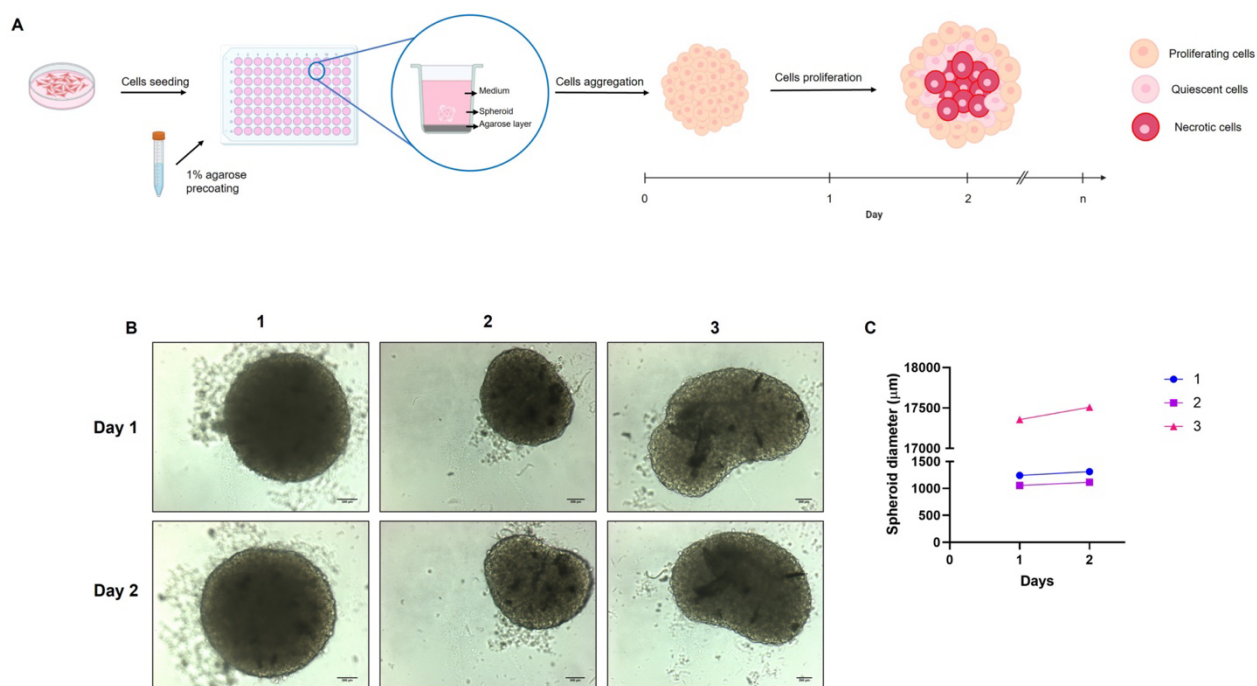 A
Cells seeding
1% agarose
precoating
Medium
Spheroid
Agarose layer
Cells aggregation
Cells proliferation
Proliferating cells
Quiescent cells
Necrotic cells
0
1
2
n
Day
B
1
2
3
Day 1
Day 2
C
18000
17500
17000
1500
1000
500
0
Spheroid diameter (μm)
0
1
2
Days
1
2
3